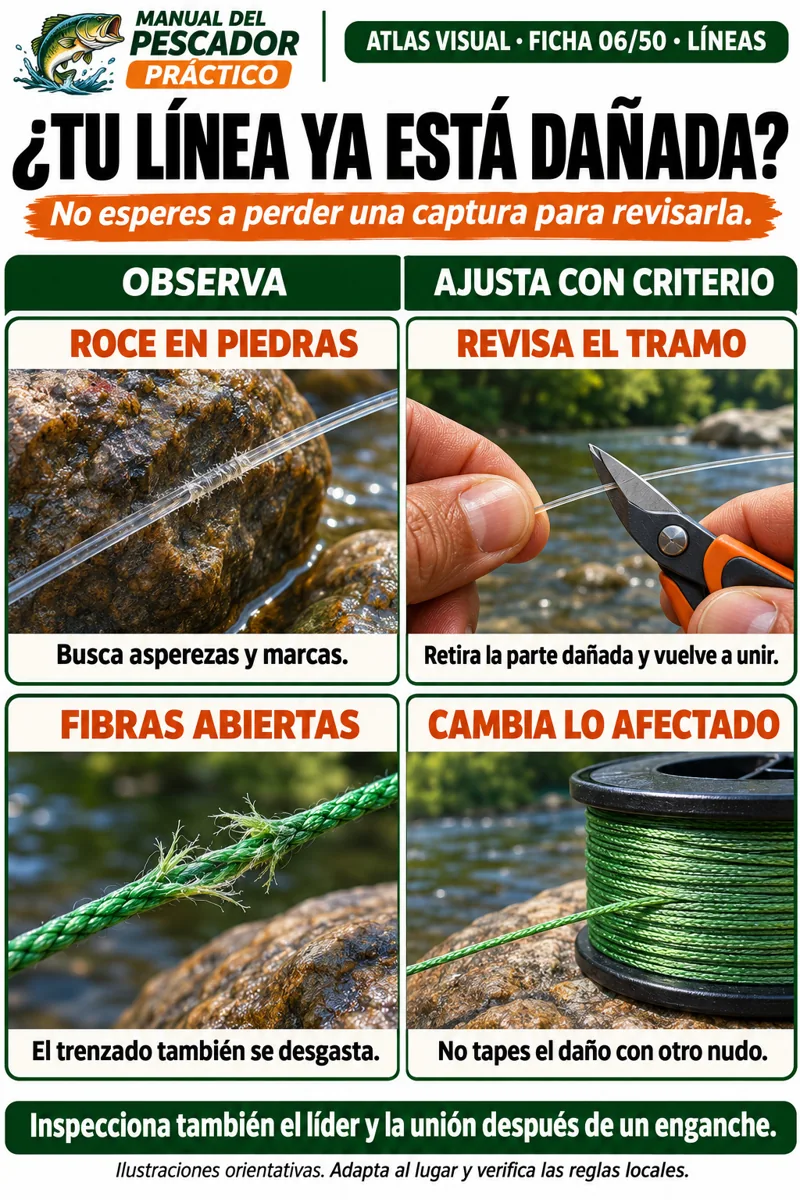 MANUAL DEL
PESCADOR
PRÁCTICO
ATLAS VISUAL • FICHA 06/50 • LÍNEAS
¿TU LÍNEA YA ESTÁ DAÑADA?
No esperes a perder una captura para revisarla.
OBSERVA
AJUSTA CON CRITERIO
ROCE EN PIEDRAS
Busca asperezas y marcas.
REVISA EL TRAMO
Retira la parte dañada y vuelve a unir.
FIBRAS ABIERTAS
El trenzado también se desgasta.
CAMBIA LO AFECTADO
No tapes el daño con otro nudo.
Inspecciona también el líder y la unión después de un enganche.
Ilustraciones orientativas. Adapta al lugar y verifica las reglas locales.